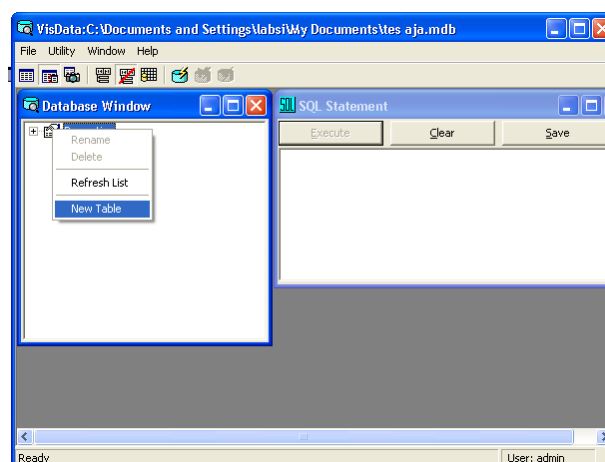 VisData:C:\Documents and Settings\labsi\My Documents\tes aja.mdb
File Utility Window Help
Database Window
Rename
Delete
Refresh List
New Table
SQL SQL Statement
Execute Clear Save
Ready User: admin